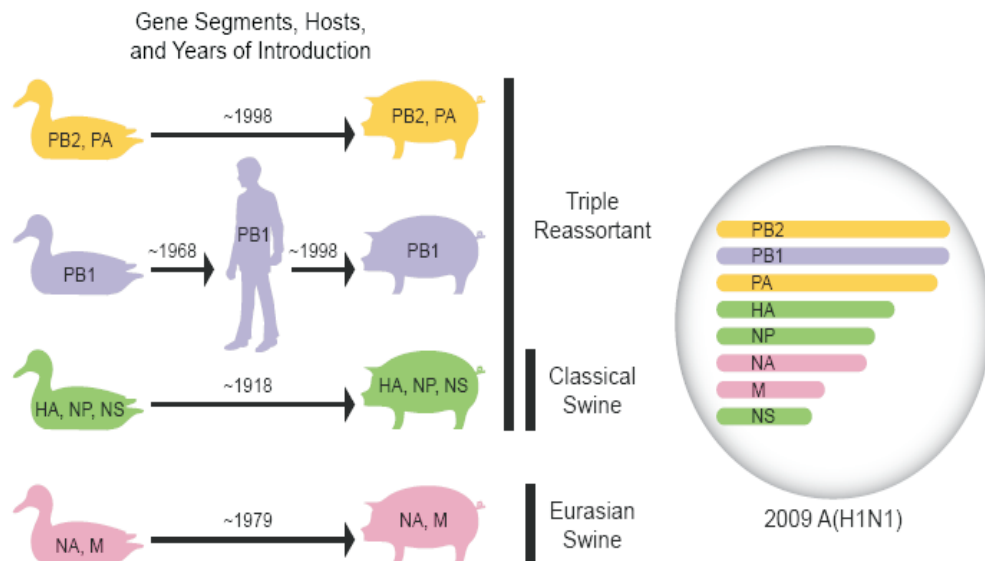 Gene Segments, Hosts,
and Years of Introduction
PB2, PA
~1998
PB2, PA
PB1
~1968
PB1
~1998
PB1
HA, NP, NS
~1918
HA, NP, NS
NA, M
~1979
NA, M
Triple
Reassortant
Classical
Swine
Eurasian
Swine
PB2
PB1
PA
HA
NP
NA
M
NS
2009 A(H1N1)